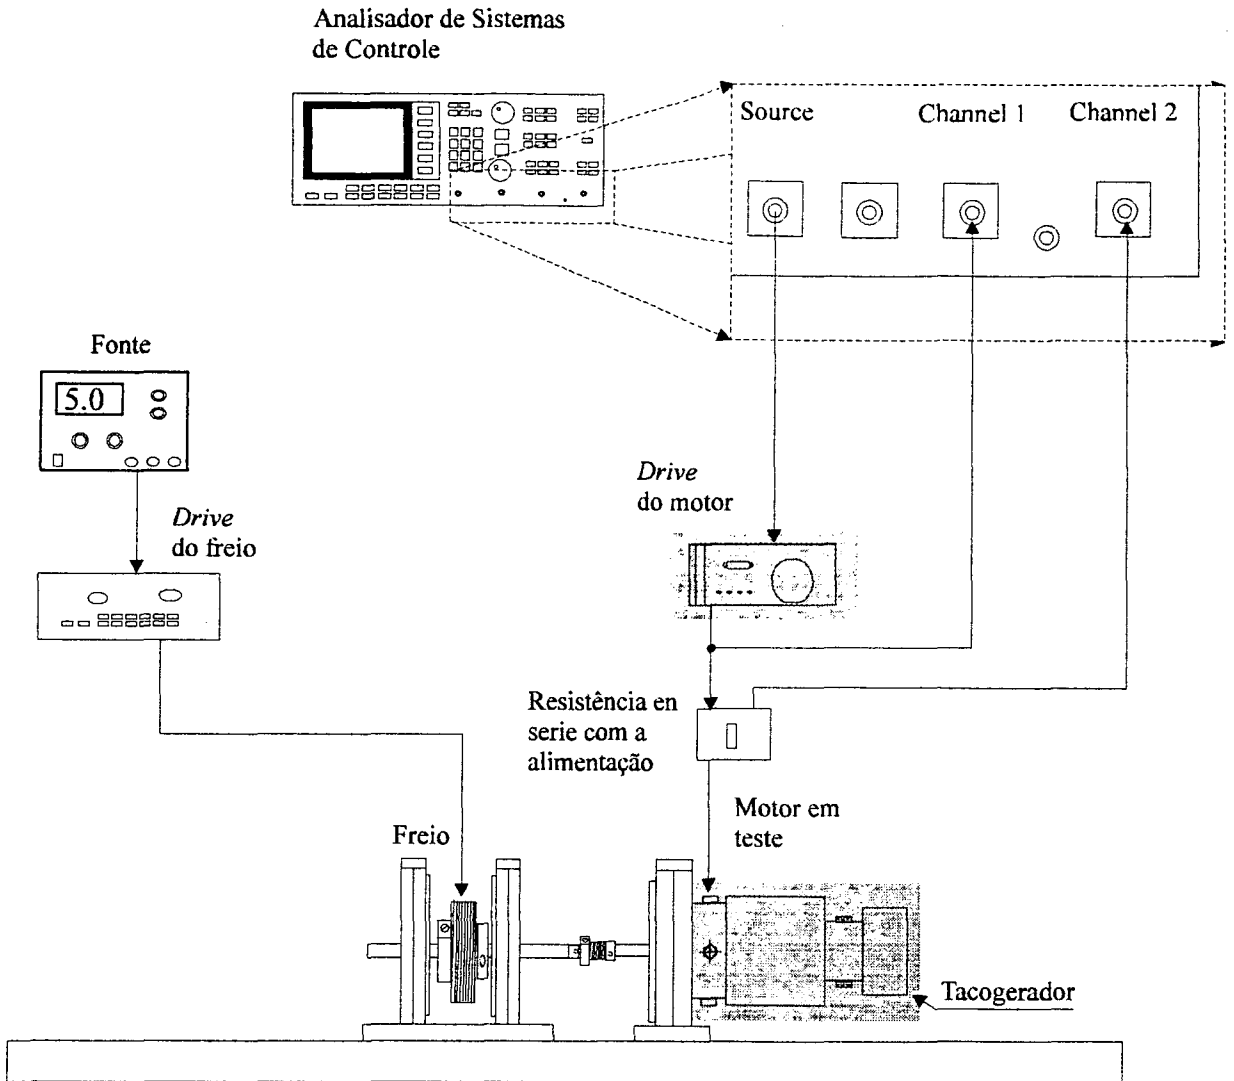 Analisador de Sistemas
de Controle
Source
Channel 1
Channel 2
Fonte
5.0
Drive
do freio
Drive
do motor
Resistência en
serie com a
alimentação
Motor em
teste
Freio
Tacogerador